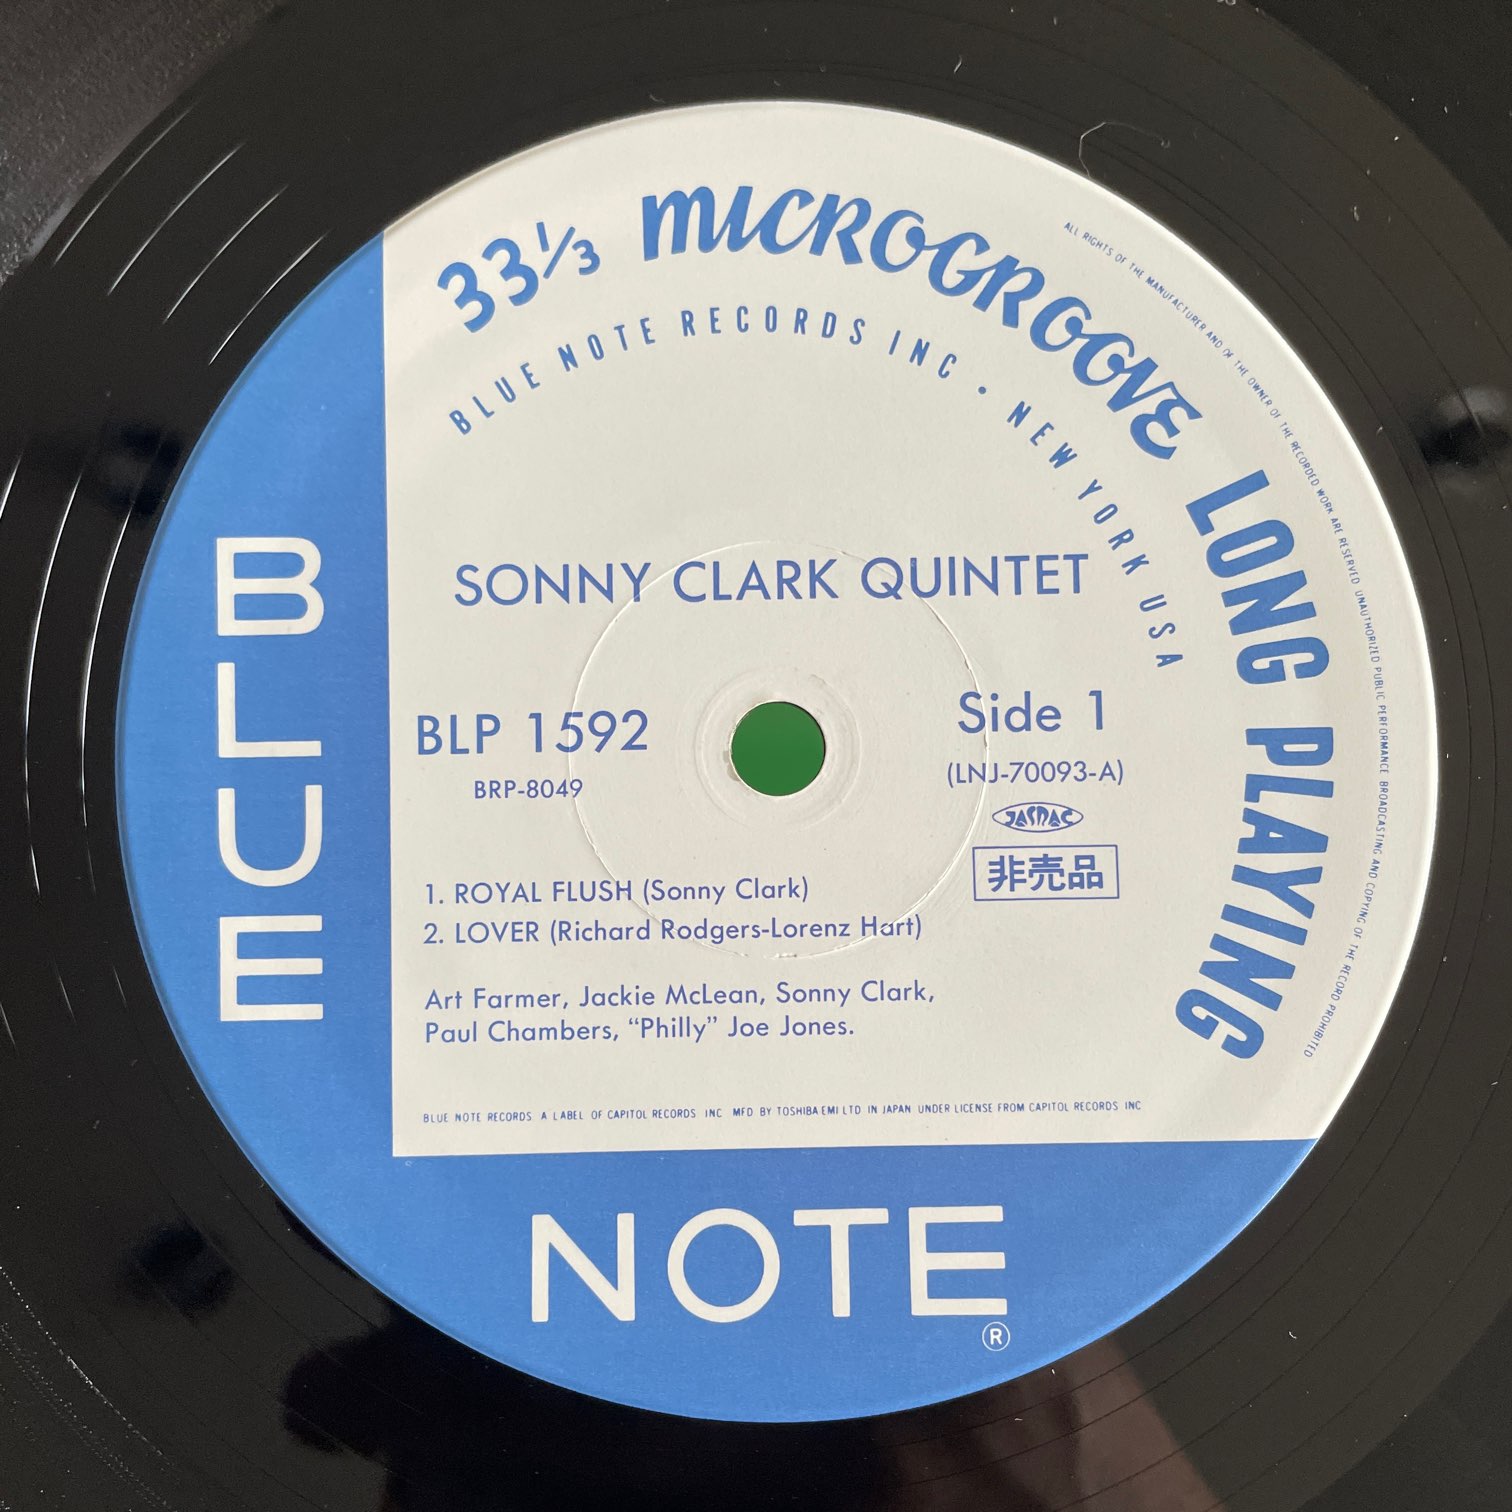 33 1/3 MICROGROOVE LONG PLAYING
BLUE NOTE RECORDS INC • NEW YORK USA
ALL RIGHTS OF THE MANUFACTURER AND OF THE OWNER OF THE RECORDED WORK ARE RESERVED UNAUTHORIZED PUBLIC PERFORMANCE BROADCASTING AND COPYING OF THE RECORD PROHIBITED
SONNY CLARK QUINTET
BLP 1592
BRP-8049
Side 1
(LNJ-70093-A)
JASRAC
非売品
1. ROYAL FLUSH (Sonny Clark)
2. LOVER (Richard Rodgers-Lorenz Hart)
Art Farmer, Jackie McLean, Sonny Clark,
Paul Chambers, “Philly” Joe Jones.
BLUE NOTE RECORDS A LABEL OF CAPITOL RECORDS INC MFD BY TOSHIBA EMI LTD IN JAPAN UNDER LICENSE FROM CAPITOL RECORDS INC
BLUE
NOTE
®